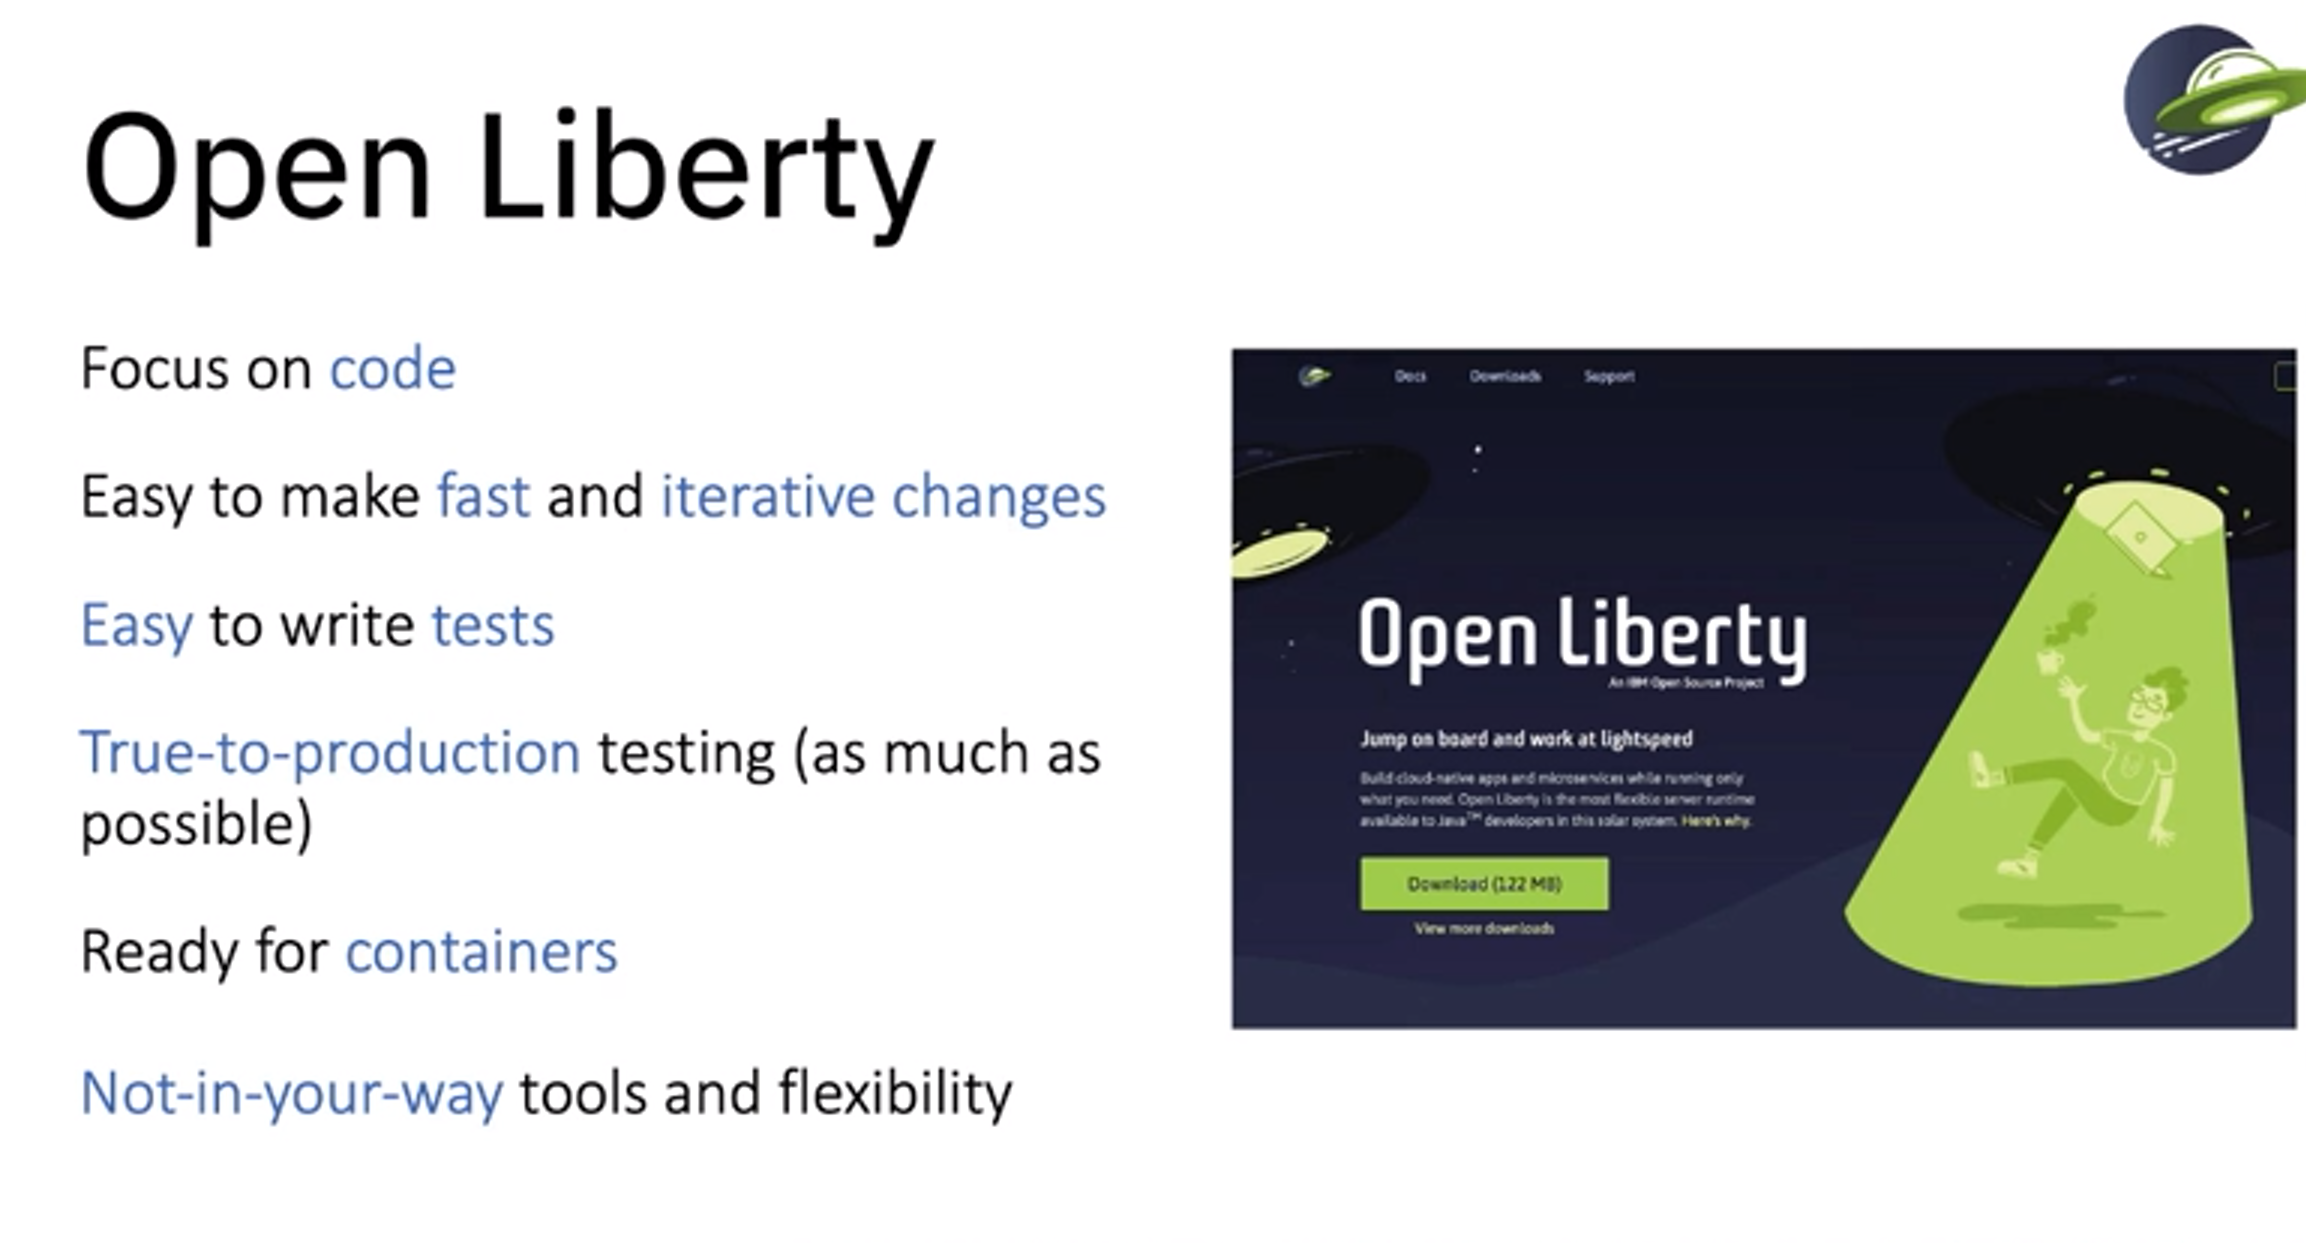 Open Liberty
Focus on code
Easy to make fast and iterative changes
Easy to write tests
True-to-production testing (as much as
possible)
Ready for containers
Not-in-your-way tools and flexibility
Docs Downloads Support
Open Liberty
An IBM Open Source Project
Jump on board and work at lightspeed
Build cloud-native apps and microservices while running only
what you need. Open Liberty is the most flexible server runtime
available to Java™ developers in this solar system. Here's why.
Download (122 MB)
View more downloads